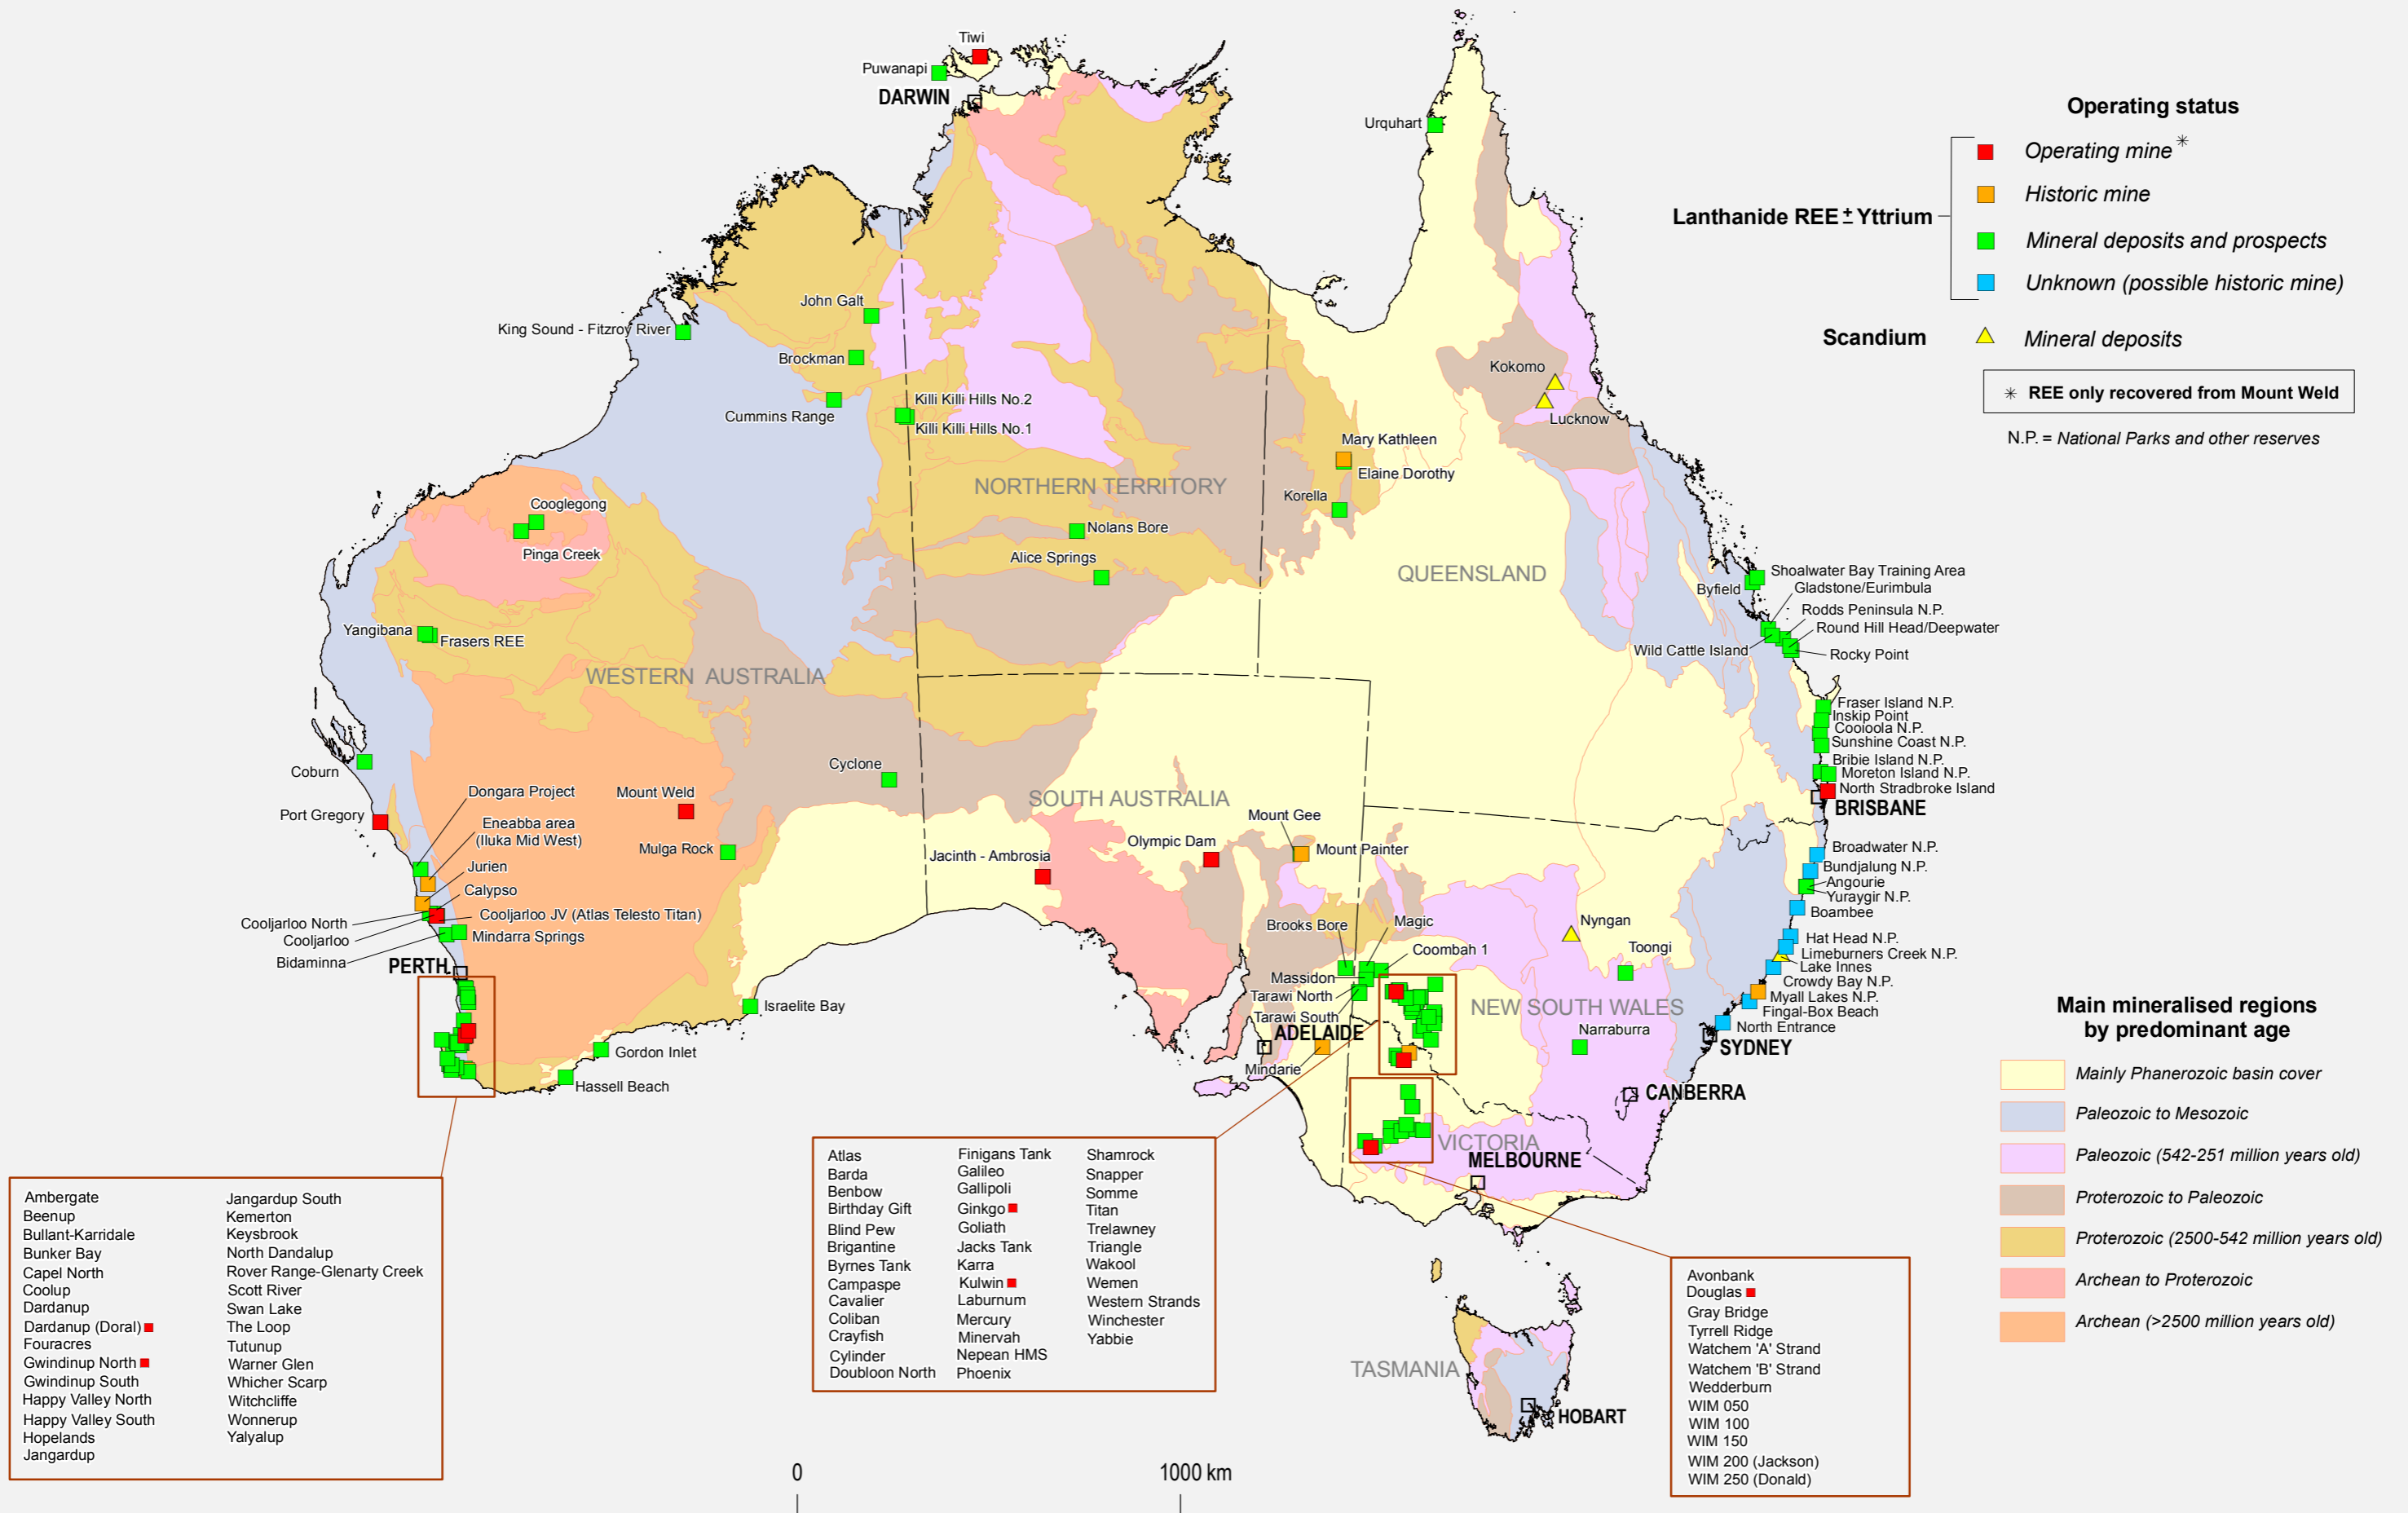 Tiwi
Puwanapi
DARWIN
Urquhart
John Galt
King Sound - Fitzroy River
Brockman
Cummins Range
Killi Killi Hills No.2
Killi Killi Hills No.1
Kokomo
Lucknow
Mary Kathleen
Elaine Dorothy
Korella
NORTHERN TERRITORY
Cooglegong
Pinga Creek
Nolans Bore
Alice Springs
QUEENSLAND
Shoalwater Bay Training Area
Byfield
Gladstone/Eurimbula
Rodds Peninsula N.P.
Round Hill Head/Deepwater
Wild Cattle Island
Rocky Point
Yangibana
Frasers REE
WESTERN AUSTRALIA
Fraser Island N.P.
Inskip Point
Cooloola N.P.
Sunshine Coast N.P.
Bribie Island N.P.
Moreton Island N.P.
North Stradbroke Island
BRISBANE
Coburn
Cyclone
Dongara Project
Mount Weld
SOUTH AUSTRALIA
Port Gregory
Eneabba area
(Iluka Mid West)
Mount Gee
Mulga Rock
Jacinth - Ambrosia
Olympic Dam
Mount Painter
Broadwater N.P.
Bundjalung N.P.
Angourie
Yuraygir N.P.
Boambee
Jurien
Calypso
Cooljarloo North
Cooljarloo JV (Atlas Telesto Titan)
Cooljarloo
Mindarra Springs
Bidaminna
PERTH
Brooks Bore
Magic
Nyngan
Coombah 1
Toongi
Hat Head N.P.
Limeburners Creek N.P.
Lake Innes
Crowdy Bay N.P.
Myall Lakes N.P.
Fingal-Box Beach
North Entrance
SYDNEY
Massidon
Tarawi North
Tarawi South
NEW SOUTH WALES
Israelite Bay
ADELAIDE
Narraburra
Mindarie
Gordon Inlet
Hassell Beach
CANBERRA
VICTORIA
MELBOURNE
TASMANIA
HOBART
Operating status
Lanthanide REE ± Yttrium
Operating mine *
Historic mine
Mineral deposits and prospects
Unknown (possible historic mine)
Scandium
Mineral deposits
* REE only recovered from Mount Weld
N.P. = National Parks and other reserves
Main mineralised regions
by predominant age
Mainly Phanerozoic basin cover
Paleozoic to Mesozoic
Paleozoic (542-251 million years old)
Proterozoic to Paleozoic
Proterozoic (2500-542 million years old)
Archean to Proterozoic
Archean (>2500 million years old)
Ambergate
Beenup
Bullant-Karridale
Bunker Bay
Capel North
Coolup
Dardanup
Dardanup (Doral)
Fouracres
Gwindinup North
Gwindinup South
Happy Valley North
Happy Valley South
Hopelands
Jangardup
Jangardup South
Kemerton
Keysbrook
North Dandalup
Rover Range-Glenarty Creek
Scott River
Swan Lake
The Loop
Tutunup
Warner Glen
Whicher Scarp
Witchcliffe
Wonnerup
Yalyalup
Atlas
Barda
Benbow
Birthday Gift
Blind Pew
Brigantine
Byrnes Tank
Campaspe
Cavalier
Coliban
Crayfish
Cylinder
Doubloon North
Finigans Tank
Galileo
Gallipoli
Ginkgo
Goliath
Jacks Tank
Karra
Kulwin
Laburnum
Mercury
Minervah
Nepean HMS
Phoenix
Shamrock
Snapper
Somme
Titan
Trelawney
Triangle
Wakool
Wemen
Western Strands
Winchester
Yabbie
Avonbank
Douglas
Gray Bridge
Tyrrell Ridge
Watchem 'A' Strand
Watchem 'B' Strand
Wedderburn
WIM 050
WIM 100
WIM 150
WIM 200 (Jackson)
WIM 250 (Donald)
0
1000 km